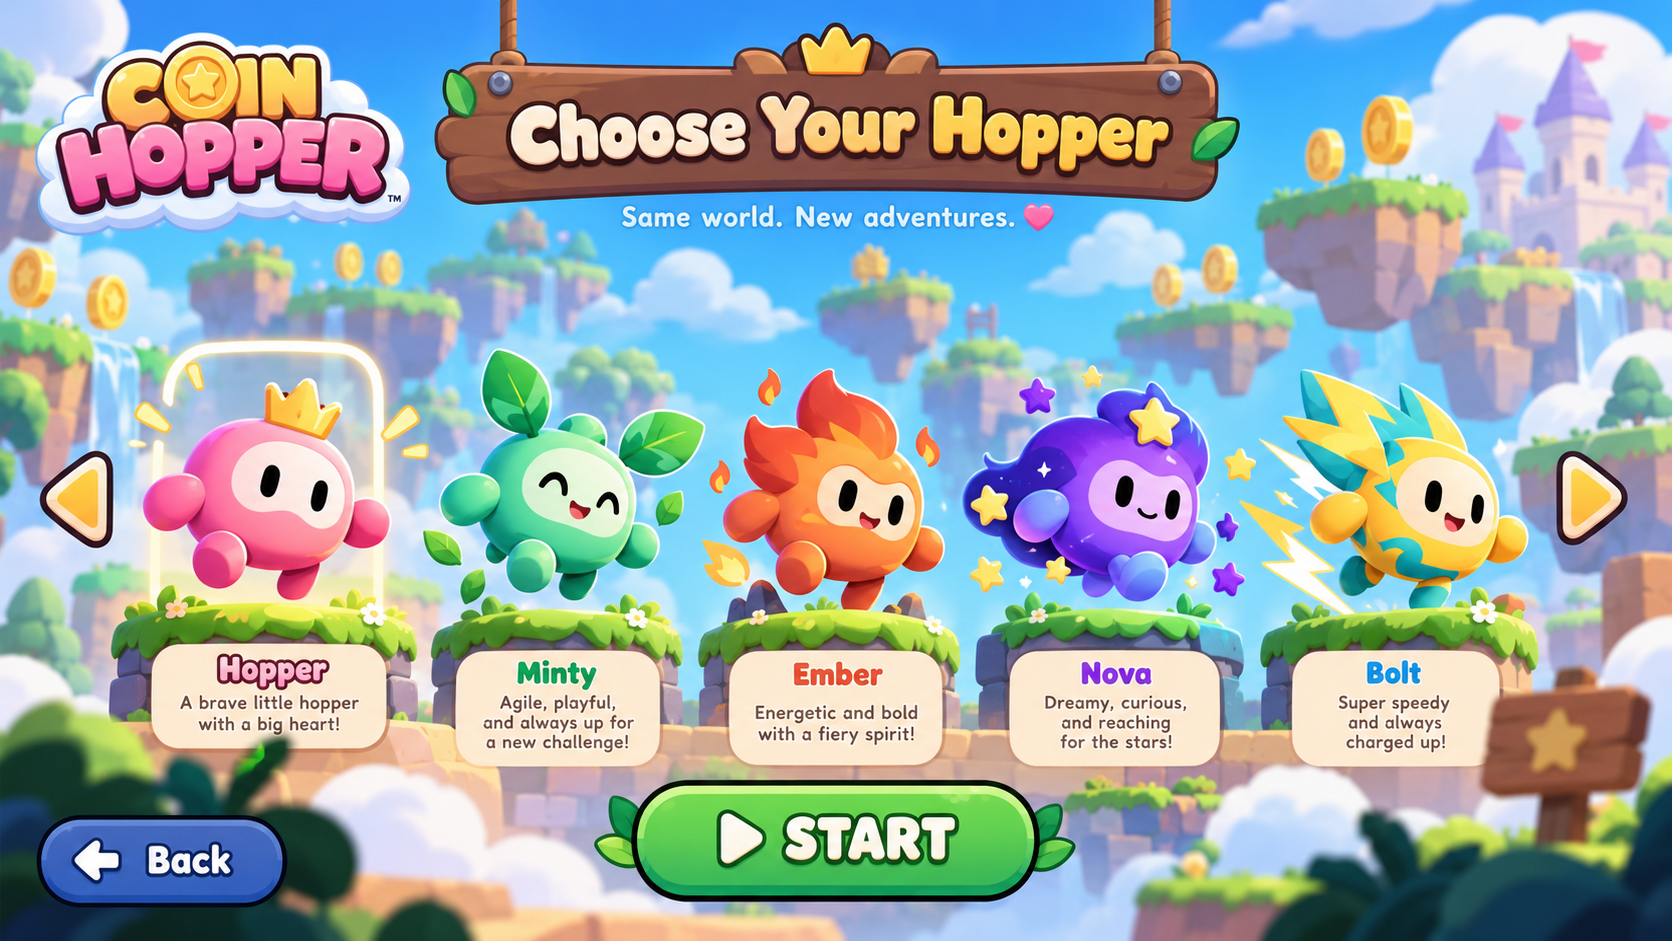 COIN
HOPPER™
Choose Your Hopper
Same world. New adventures.
Hopper
A brave little hopper
with a big heart!
Minty
Agile, playful,
and always up for
a new challenge!
Ember
Energetic and bold
with a fiery spirit!
Nova
Dreamy, curious,
and reaching
for the stars!
Bolt
Super speedy
and always
charged up!
START
Back